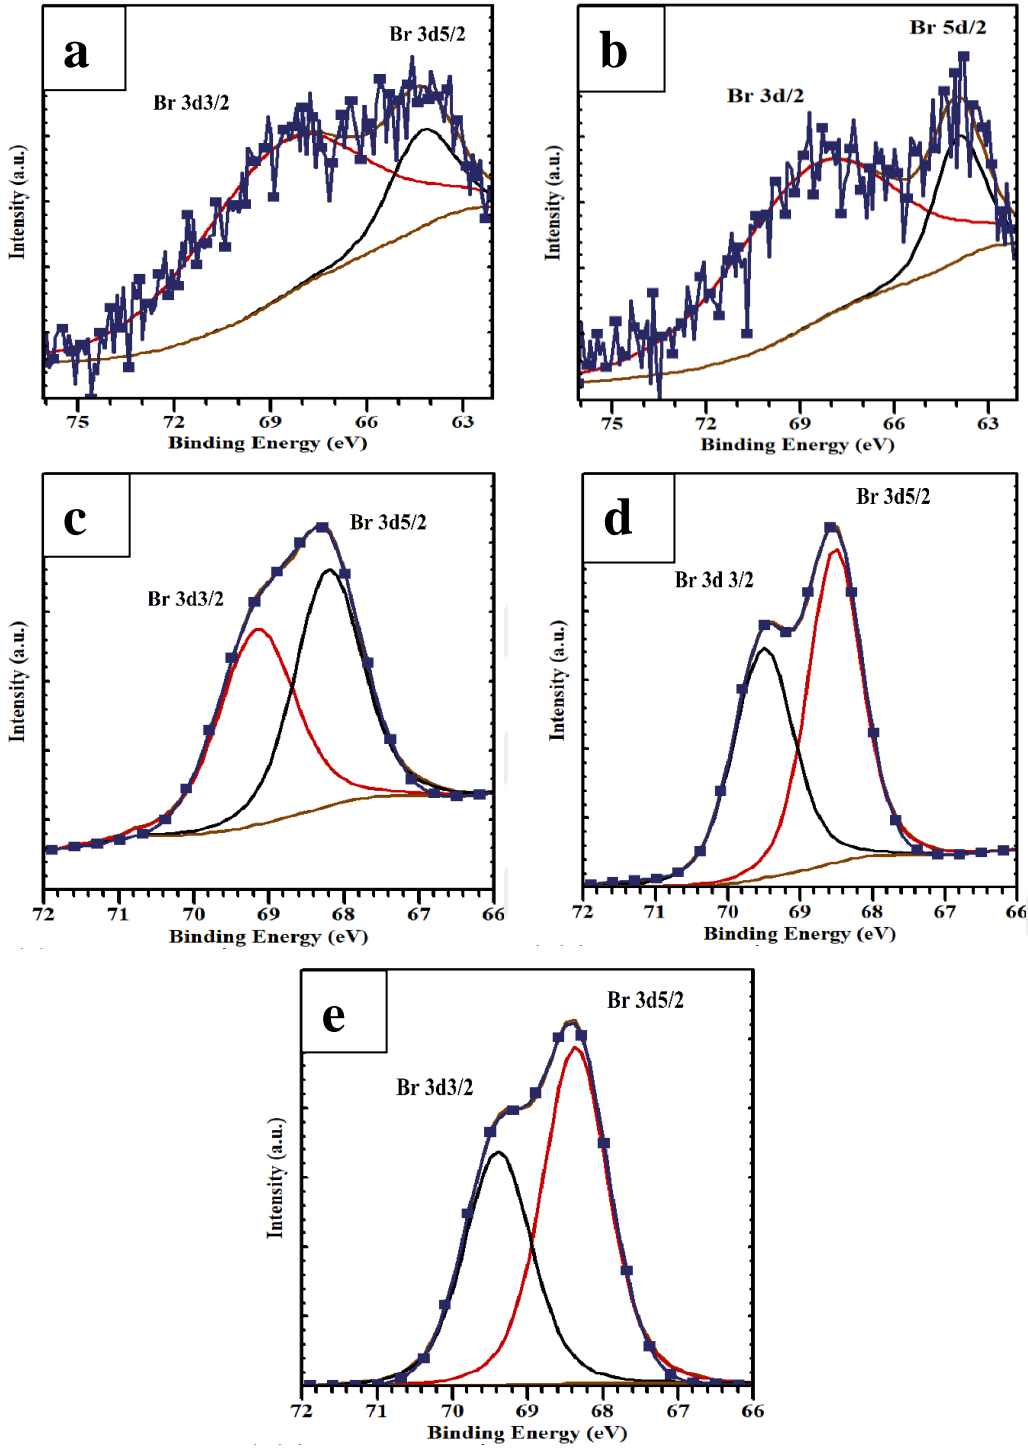 a
Br 3d5/2
Br 3d3/2
Intensity (a.u.)
75 72 69 66 63
Binding Energy (eV)
b
Br 5d/2
Br 3d/2
Intensity (a.u.)
75 72 69 66 63
Binding Energy (eV)
c
Br 3d5/2
Br 3d3/2
Intensity (a.u.)
72 71 70 69 68 67 66
Binding Energy (eV)
d
Br 3d5/2
Br 3d 3/2
Intensity (a.u.)
72 71 70 69 68 67 66
Binding Energy (eV)
e
Br 3d5/2
Br 3d3/2
Intensity (a.u.)
72 71 70 69 68 67 66
Binding Energy (eV)